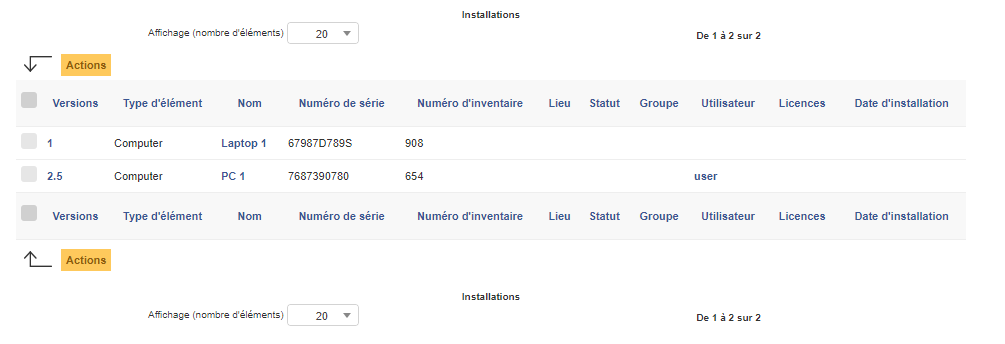 Installations
Affichage (nombre d'éléments) 20 De 1 à 2 sur 2
Actions
Versions Type d'élément Nom Numéro de série Numéro d'inventaire Lieu Statut Groupe Utilisateur Licences Date d'installation
1 Computer Laptop 1 67987D789S 908
2.5 Computer PC 1 7687390780 654 user
Versions Type d'élément Nom Numéro de série Numéro d'inventaire Lieu Statut Groupe Utilisateur Licences Date d'installation
Actions
Installations
Affichage (nombre d'éléments) 20 De 1 à 2 sur 2